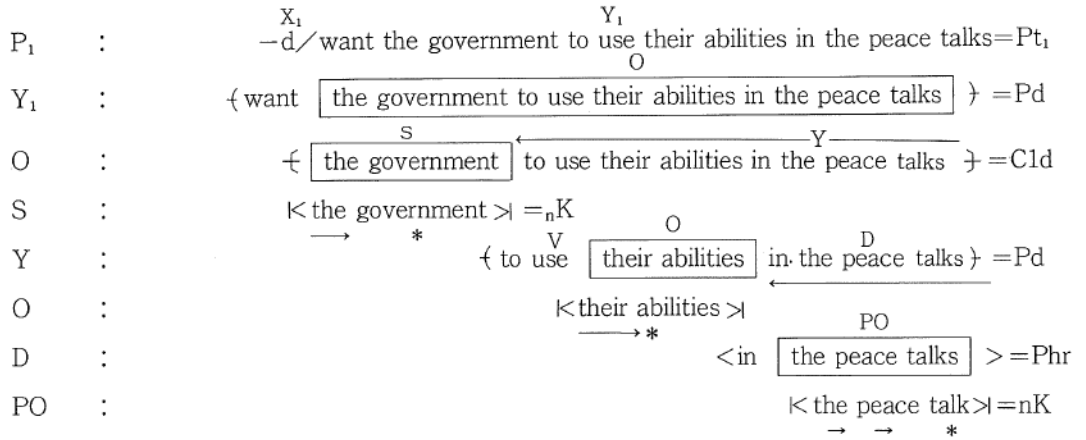 X₁ Y₁
P₁ : —d/want the government to use their abilities in the peace talks=Pt₁
O
Y₁ : {want the government to use their abilities in the peace talks } =Pd
S Y
O : { the government to use their abilities in the peace talks } =C1d
S : K< the government >| =ₙK
→ *
V O D
Y : { to use their abilities in· the peace talks } =Pd
O : K< their abilities >|
→ *
PO
D : <in the peace talks > =Phr
PO : K< the peace talk >|=nK
→ → *